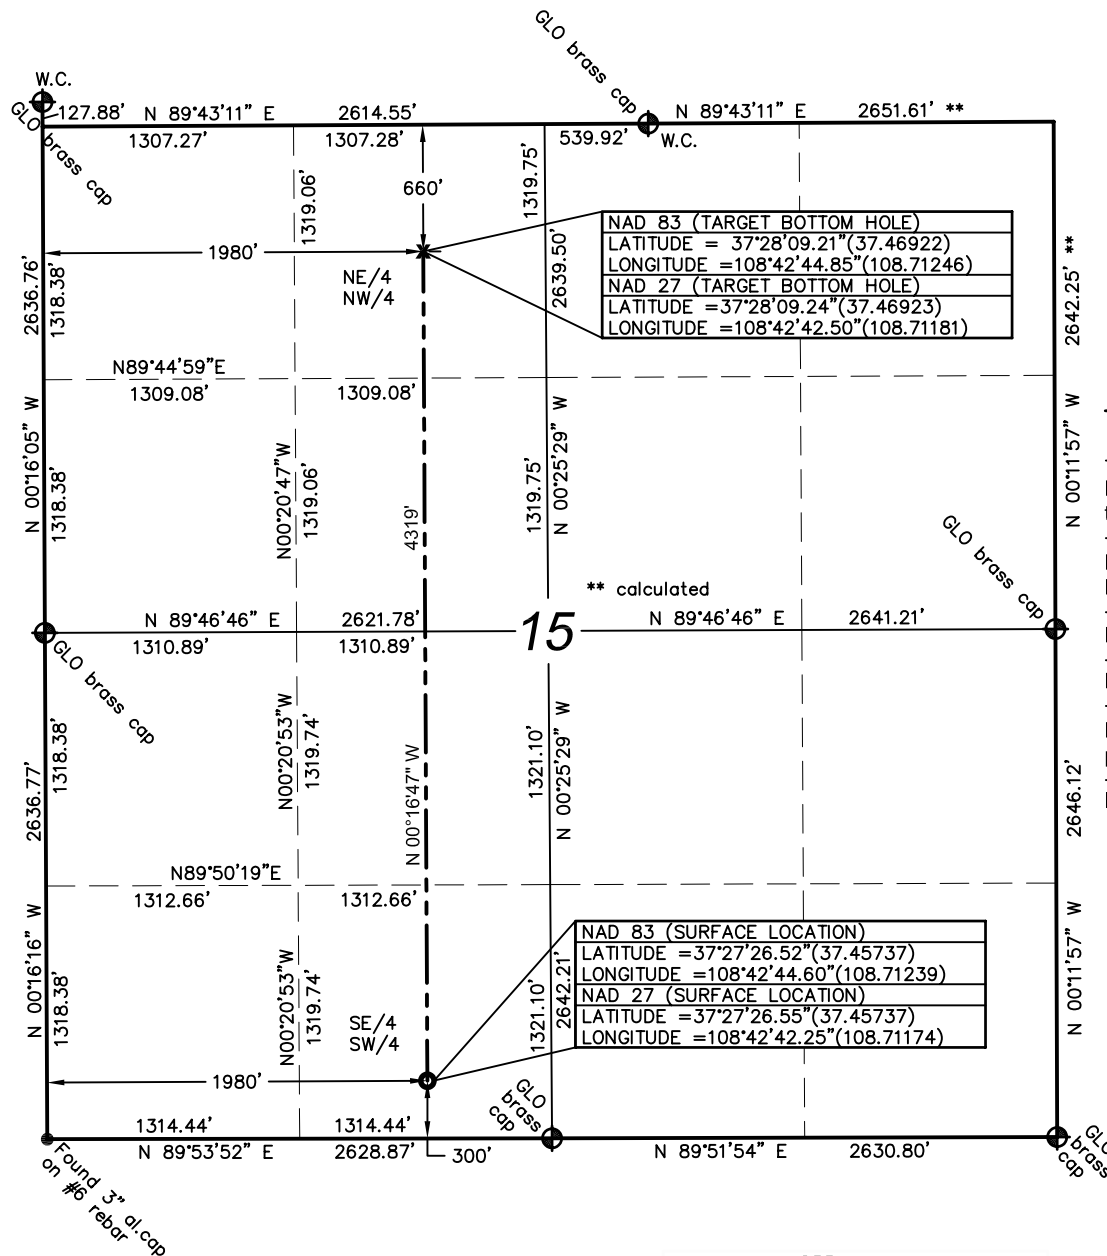 GLO brass cap
W.C.
GLO brass cap
127.88' N 89°43'11" E 2614.55'
N 89°43'11" E 2651.61' **
W.C.
1307.27' 1307.28' 539.92'
660'
1319.06'
1319.75'
1980'
NE/4
NW/4
2639.50'
NAD 83 (TARGET BOTTOM HOLE)
LATITUDE = 37°28'09.21"(37.46922)
LONGITUDE =108°42'44.85"(108.71246)
NAD 27 (TARGET BOTTOM HOLE)
LATITUDE =37°28'09.24"(37.46923)
LONGITUDE =108°42'42.50"(108.71181)
2636.76'
1318.38'
2642.25' **
N89°44'59"E
1309.08' 1309.08'
N 00°16'05" W
1318.38'
N00°20'47"W
1319.06'
4319'
1319.75'
N 00°25'29" W
N 00°11'57" W
GLO brass cap
** calculated
N 89°46'46" E 2621.78'
15
N 89°46'46" E 2641.21'
1310.89' 1310.89'
GLO brass cap
2636.77'
1318.38'
N00°20'53"W
1319.74'
N 00°16'47" W
1321.10'
N 00°25'29" W
2646.12'
N89°50'19"E
1312.66' 1312.66'
N 00°16'16" W
1318.38'
N00°20'53"W
1319.74'
SE/4
SW/4
1321.10'
2642.21'
NAD 83 (SURFACE LOCATION)
LATITUDE =37°27'26.52"(37.45737)
LONGITUDE =108°42'44.60"(108.71239)
NAD 27 (SURFACE LOCATION)
LATITUDE =37°27'26.55"(37.45737)
LONGITUDE =108°42'42.25"(108.71174)
N 00°11'57" W
1980'
GLO
brass
cap
1314.44' 1314.44'
N 89°53'52" E 2628.87' 300'
N 89°51'54" E 2630.80'
GLO
brass
cap
Found 3" al.cap
on #6 rebar